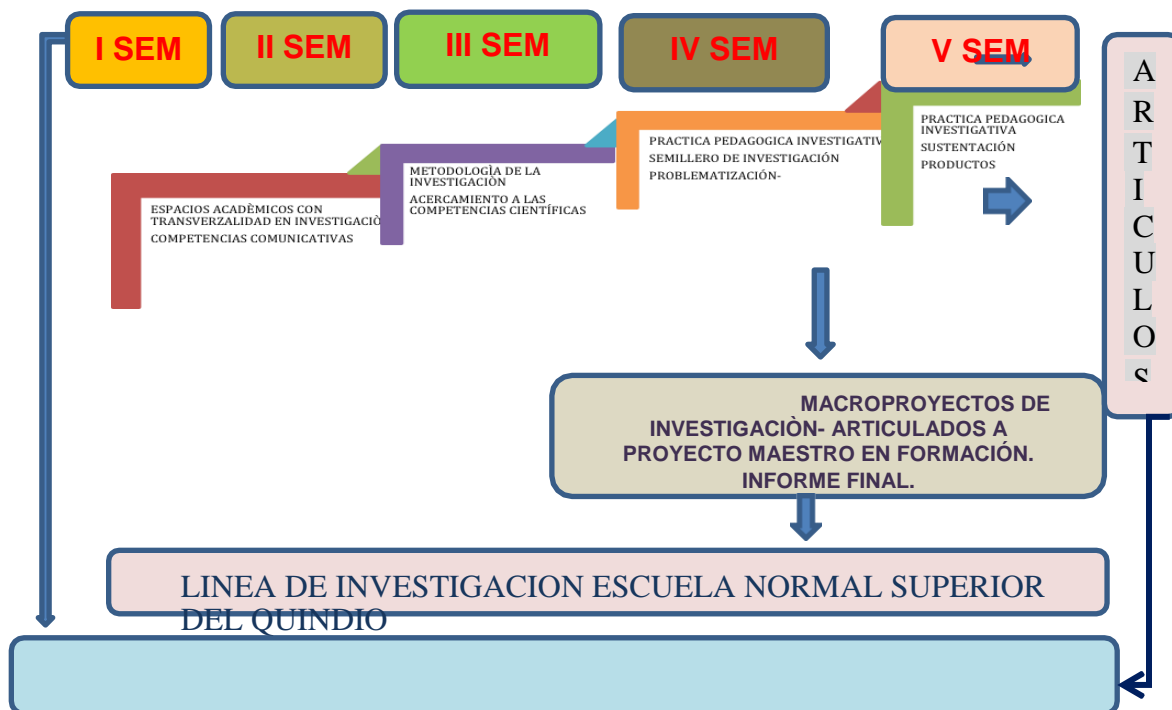 I SEM
II SEM
III SEM
IV SEM
V SEM
ESPACIOS ACADÈMICOS CON
TRANSVERZALIDAD EN INVESTIGACIÒ
COMPETENCIAS COMUNICATIVAS
METODOLOGÌA DE LA
INVESTIGACIÒN
ACERCAMIENTO A LAS
COMPETENCIAS CIENTÍFICAS
PRACTICA PEDAGOGICA INVESTIGATIV
SEMILLERO DE INVESTIGACIÓN
PROBLEMATIZACIÓN-
PRACTICA PEDAGOGICA
INVESTIGATIVA
SUSTENTACIÓN
PRODUCTOS
A
R
T
I
C
U
L
O
S
MACROPROYECTOS DE
INVESTIGACIÒN- ARTICULADOS A
PROYECTO MAESTRO EN FORMACIÓN.
INFORME FINAL.
LINEA DE INVESTIGACION ESCUELA NORMAL SUPERIOR
DEL QUINDIO